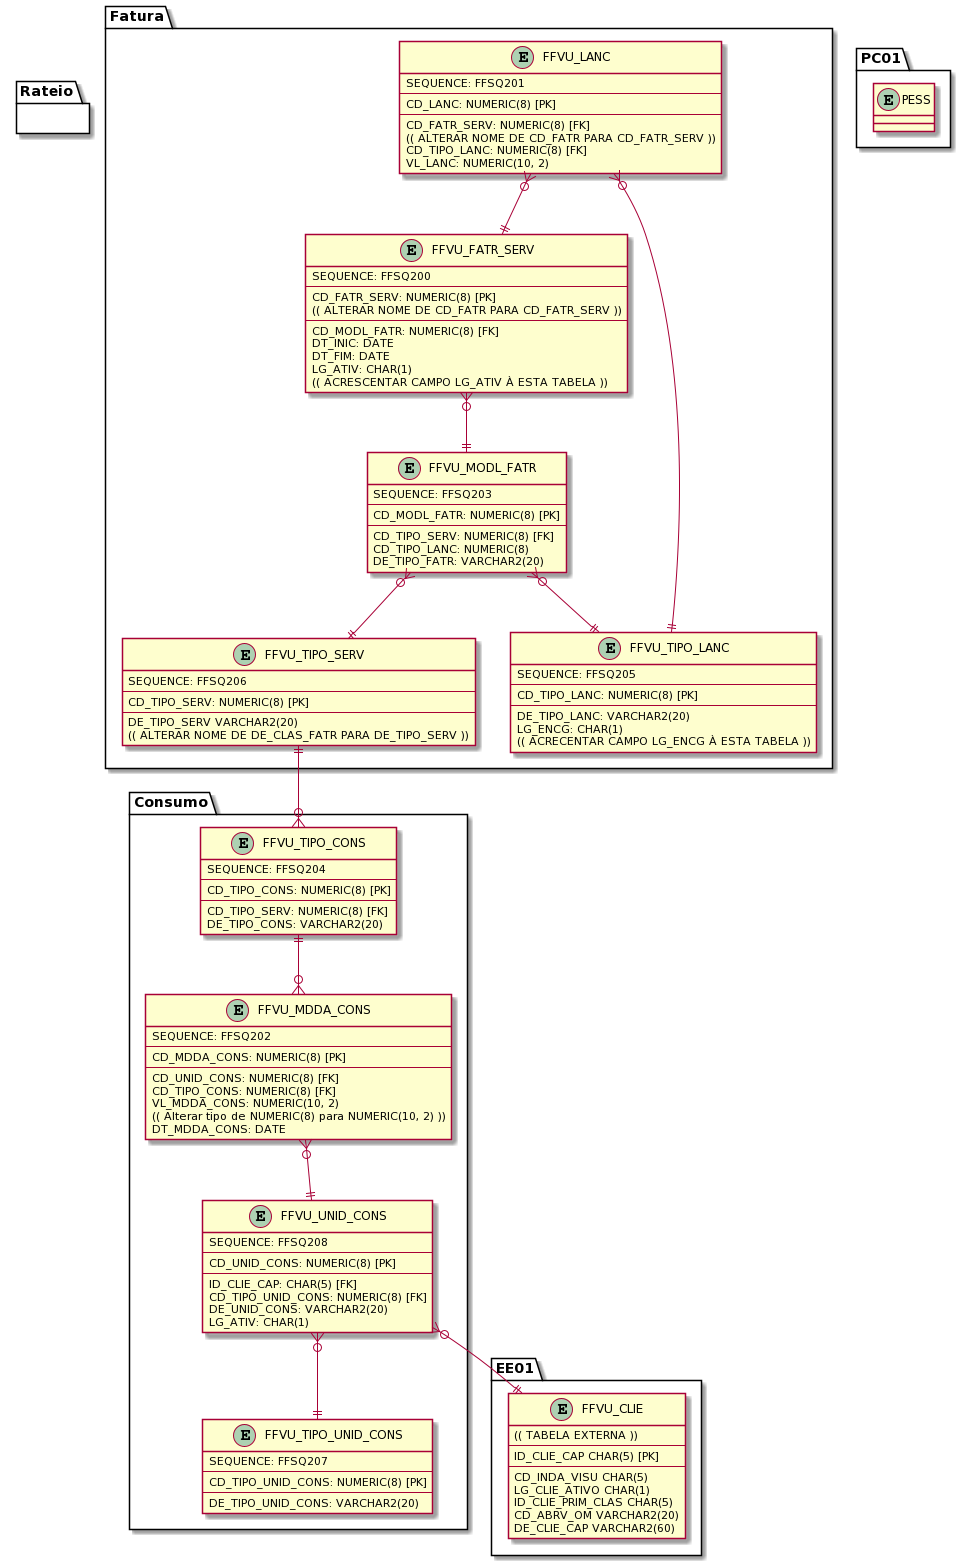 Fatura
E FFVU_LANC
SEQUENCE: FFSQ201
CD_LANC: NUMERIC(8) [PK]
CD_FATR_SERV: NUMERIC(8) [FK]
(( ALTERAR NOME DE CD_FATR PARA CD_FATR_SERV ))
CD_TIPO_LANC: NUMERIC(8) [FK]
VL_LANC: NUMERIC(10, 2)
PC01
E PESS
Rateio
E FFVU_FATR_SERV
SEQUENCE: FFSQ200
CD_FATR_SERV: NUMERIC(8) [PK]
(( ALTERAR NOME DE CD_FATR PARA CD_FATR_SERV ))
CD_MODL_FATR: NUMERIC(8) [FK]
DT_INIC: DATE
DT_FIM: DATE
LG_ATIV: CHAR(1)
(( ACRESCENTAR CAMPO LG_ATIV À ESTA TABELA ))
E FFVU_MODL_FATR
SEQUENCE: FFSQ203
CD_MODL_FATR: NUMERIC(8) [PK]
CD_TIPO_SERV: NUMERIC(8) [FK]
CD_TIPO_LANC: NUMERIC(8)
DE_TIPO_FATR: VARCHAR2(20)
E FFVU_TIPO_SERV
SEQUENCE: FFSQ206
CD_TIPO_SERV: NUMERIC(8) [PK]
DE_TIPO_SERV VARCHAR2(20)
(( ALTERAR NOME DE DE_CLAS_FATR PARA DE_TIPO_SERV ))
E FFVU_TIPO_LANC
SEQUENCE: FFSQ205
CD_TIPO_LANC: NUMERIC(8) [PK]
DE_TIPO_LANC: VARCHAR2(20)
LG_ENCG: CHAR(1)
(( ACRECENTAR CAMPO LG_ENCG À ESTA TABELA ))
Consumo
E FFVU_TIPO_CONS
SEQUENCE: FFSQ204
CD_TIPO_CONS: NUMERIC(8) [PK]
CD_TIPO_SERV: NUMERIC(8) [FK]
DE_TIPO_CONS: VARCHAR2(20)
E FFVU_MDDA_CONS
SEQUENCE: FFSQ202
CD_MDDA_CONS: NUMERIC(8) [PK]
CD_UNID_CONS: NUMERIC(8) [FK]
CD_TIPO_CONS: NUMERIC(8) [FK]
VL_MDDA_CONS: NUMERIC(10, 2)
(( Alterar tipo de NUMERIC(8) para NUMERIC(10, 2) ))
DT_MDDA_CONS: DATE
E FFVU_UNID_CONS
SEQUENCE: FFSQ208
CD_UNID_CONS: NUMERIC(8) [PK]
ID_CLIE_CAP: CHAR(5) [FK]
CD_TIPO_UNID_CONS: NUMERIC(8) [FK]
DE_UNID_CONS: VARCHAR2(20)
LG_ATIV: CHAR(1)
E FFVU_TIPO_UNID_CONS
SEQUENCE: FFSQ207
CD_TIPO_UNID_CONS: NUMERIC(8) [PK]
DE_TIPO_UNID_CONS: VARCHAR2(20)
EE01
E FFVU_CLIE
(( TABELA EXTERNA ))
ID_CLIE_CAP CHAR(5) [PK]
CD_INDA_VISU CHAR(5)
LG_CLIE_ATIVO CHAR(1)
ID_CLIE_PRIM_CLAS CHAR(5)
CD_ABRV_OM VARCHAR2(20)
DE_CLIE_CAP VARCHAR2(60)